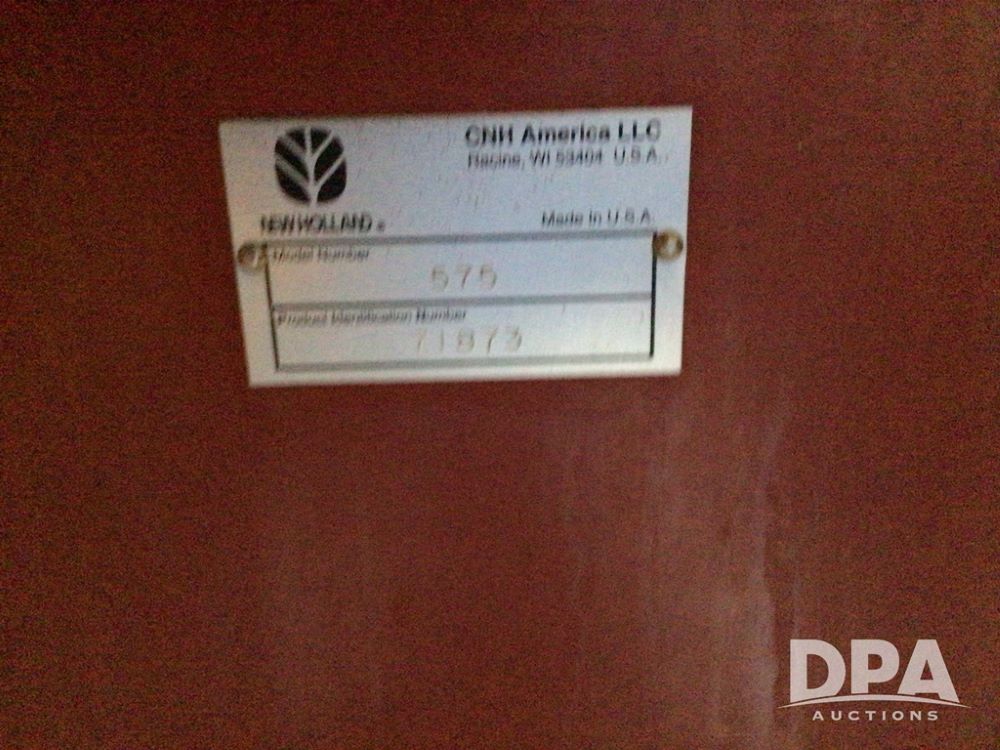 CNH America LLC
Racine, WI 53404 U.S.A.
NEW HOLLAND
Made in U.S.A.
Model Number
575
Product Identification Number
71873
DPA
AUCTIONS